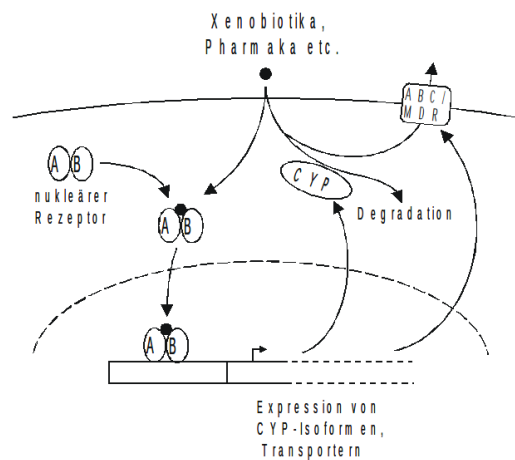 Xenobiotika,
Pharmaka etc.
ABC/
MDR
A B
nukleärer
Rezeptor
CYP
A B
Degradation
A B
Expression von
CYP-Isoformen,
Transportern